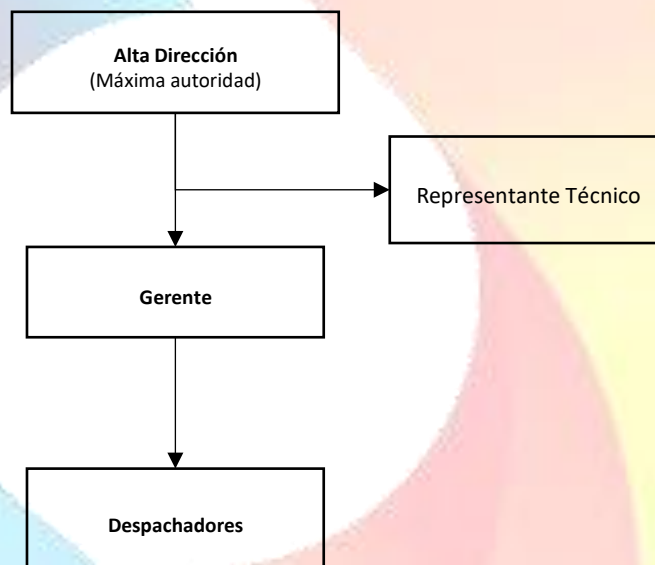 Alta Dirección
(Máxima autoridad)
Representante Técnico
Gerente
Despachadores